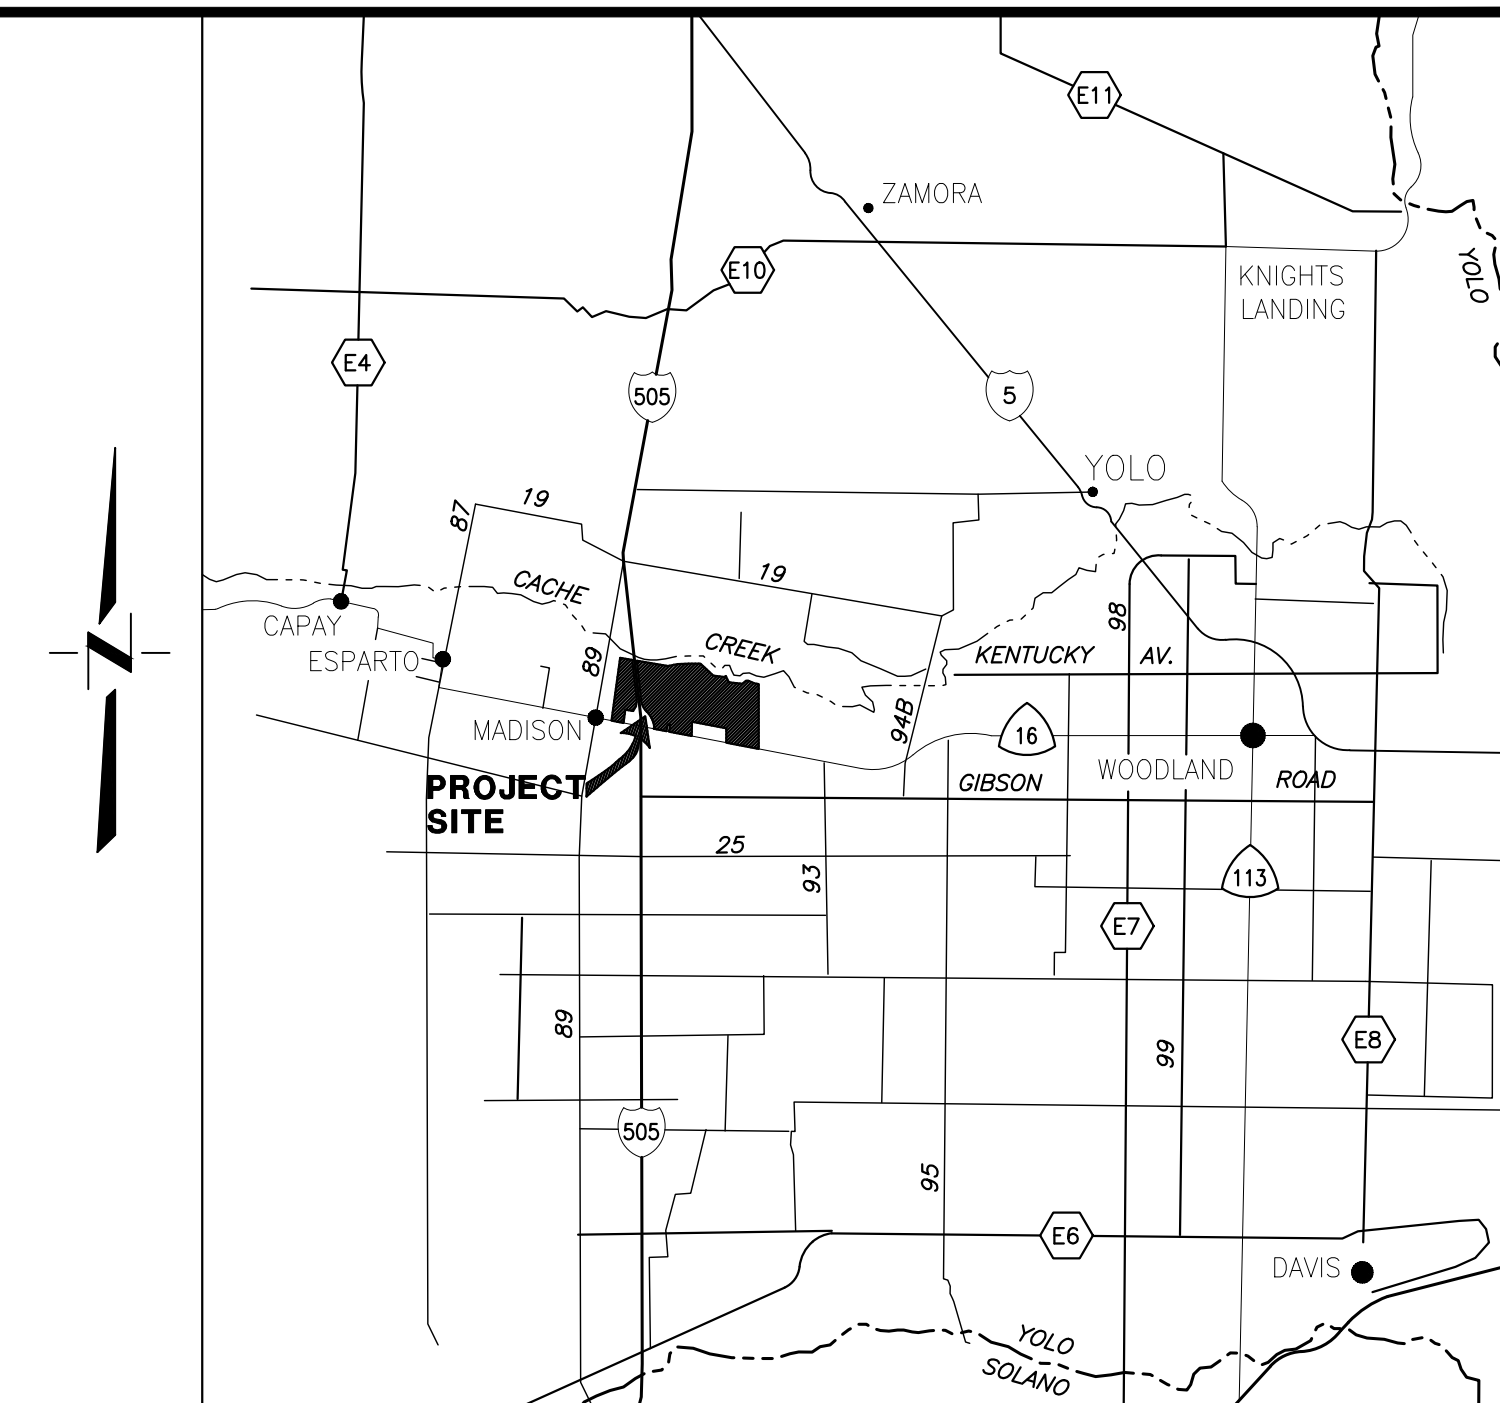 E11
ZAMORA
E10
KNIGHTS
LANDING
YOLO
E4
505
5
YOLO
19
87
CACHE
19
CAPAY
ESPARTO
89
CREEK
98
KENTUCKY AV.
MADISON
94B
16
WOODLAND
GIBSON ROAD
PROJECT
SITE
25
93
113
E7
89
99
E8
505
95
E6
DAVIS
YOLO
SOLANO
N